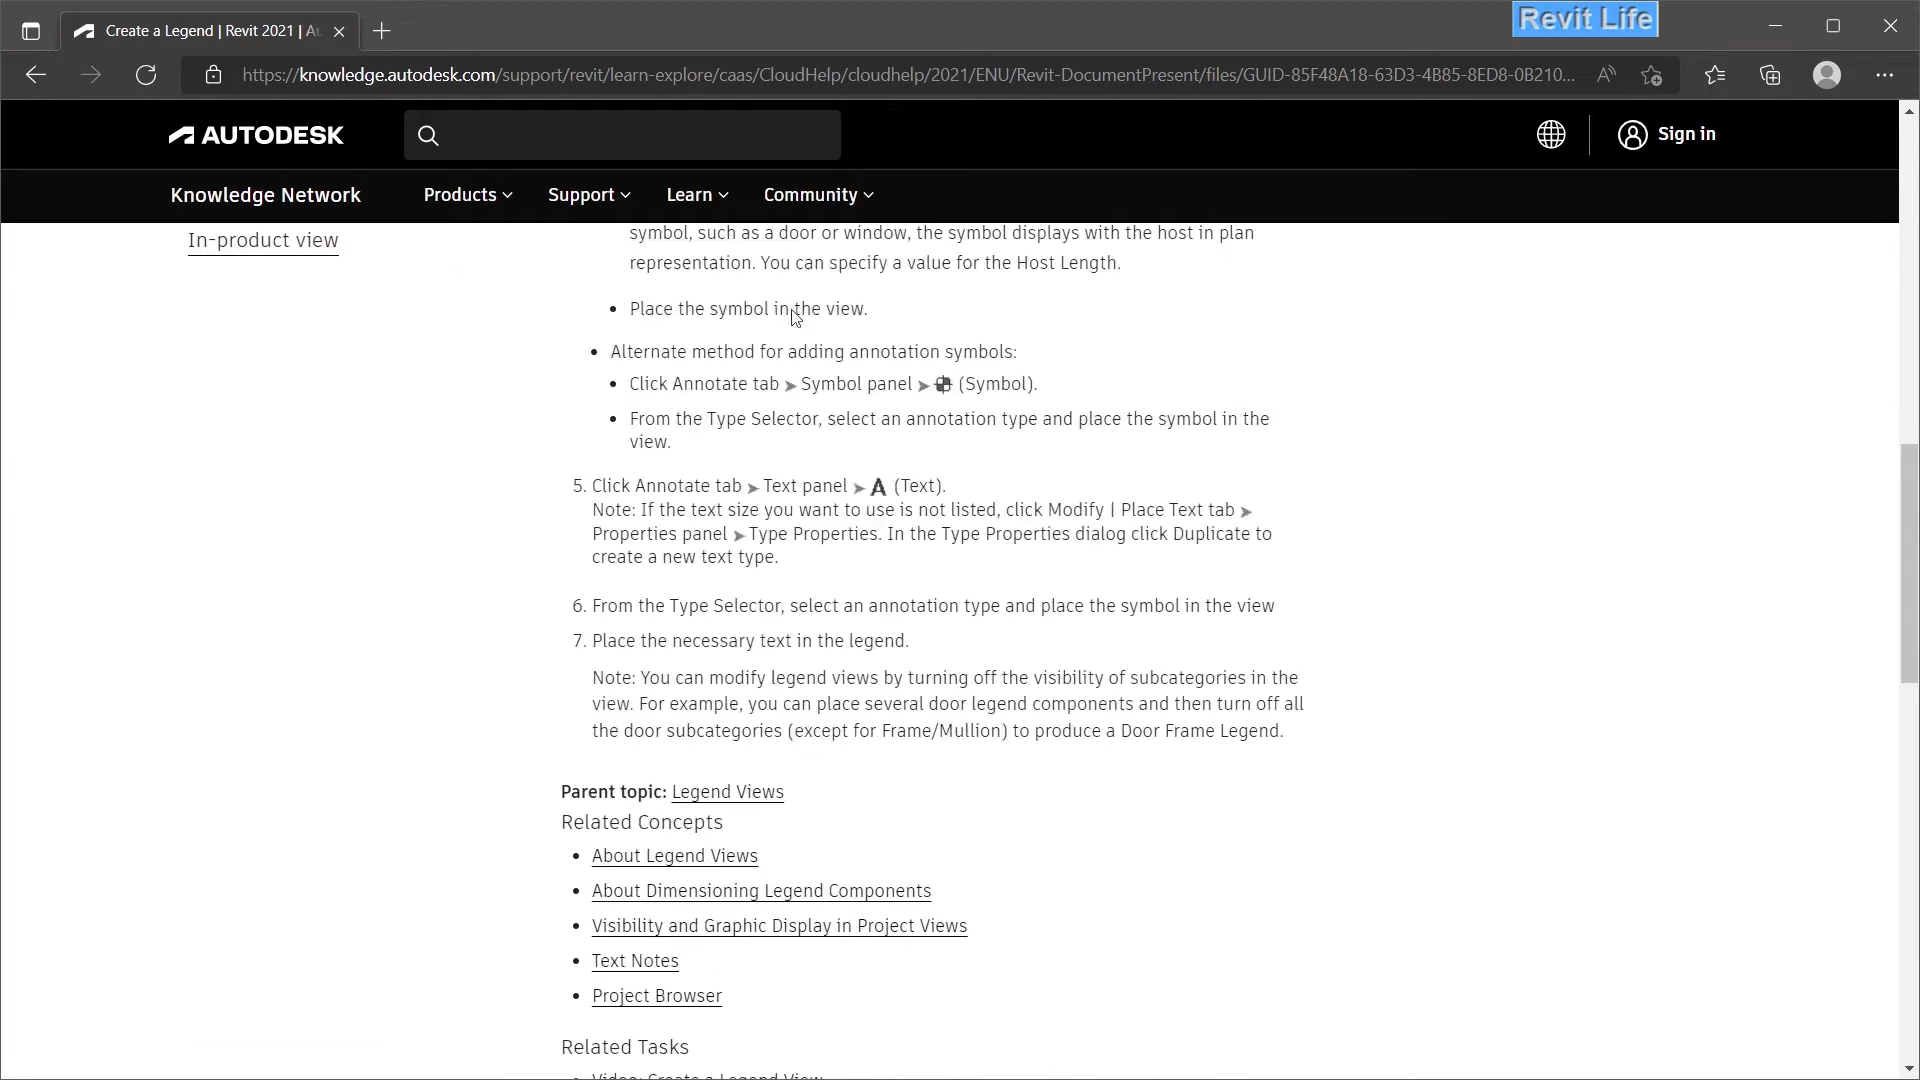 Create a Legend | Revit 2021 | Au
Revit Life
https://knowledge.autodesk.com/support/revit/learn-explore/caas/CloudHelp/cloudhelp/2021/ENU/Revit-DocumentPresent/files/GUID-85F48A18-63D3-4B85-8ED8-0B210...
AUTODESK
Sign in
Knowledge Network Products Support Learn Community
In-product view
symbol, such as a door or window, the symbol displays with the host in plan
representation. You can specify a value for the Host Length.
• Place the symbol in the view.
• Alternate method for adding annotation symbols:
• Click Annotate tab ➤ Symbol panel ➤ (Symbol).
• From the Type Selector, select an annotation type and place the symbol in the
view.
5. Click Annotate tab ➤ Text panel ➤ A (Text).
Note: If the text size you want to use is not listed, click Modify | Place Text tab ➤
Properties panel ➤ Type Properties. In the Type Properties dialog click Duplicate to
create a new text type.
6. From the Type Selector, select an annotation type and place the symbol in the view
7. Place the necessary text in the legend.
Note: You can modify legend views by turning off the visibility of subcategories in the
view. For example, you can place several door legend components and then turn off all
the door subcategories (except for Frame/Mullion) to produce a Door Frame Legend.
Parent topic: Legend Views
Related Concepts
• About Legend Views
• About Dimensioning Legend Components
• Visibility and Graphic Display in Project Views
• Text Notes
• Project Browser
Related Tasks
• Video: Create a Legend View